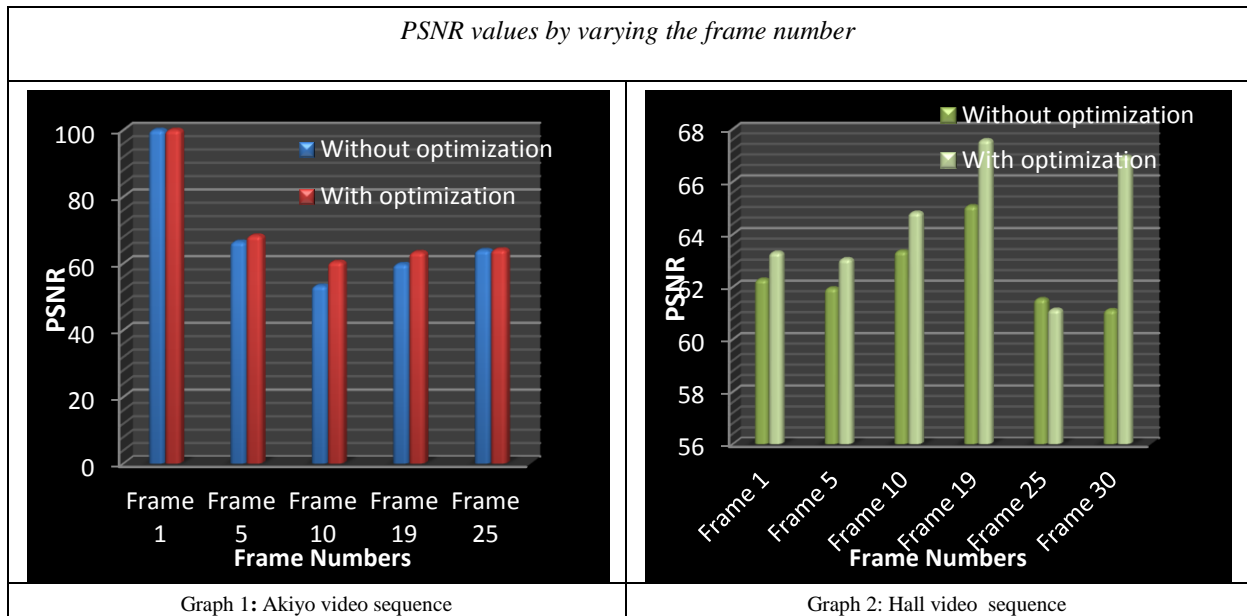 PSNR values by varying the frame number
100
80
60
40
20
0
PSNR
Without optimization
With optimization
Frame 1
Frame 5
Frame 10
Frame 19
Frame 25
Frame Numbers
Graph 1: Akiyo video sequence
68
66
64
62
60
58
56
PSNR
Without optimization
With optimization
Frame 1
Frame 5
Frame 10
Frame 19
Frame 25
Frame 30
Frame Numbers
Graph 2: Hall video sequence